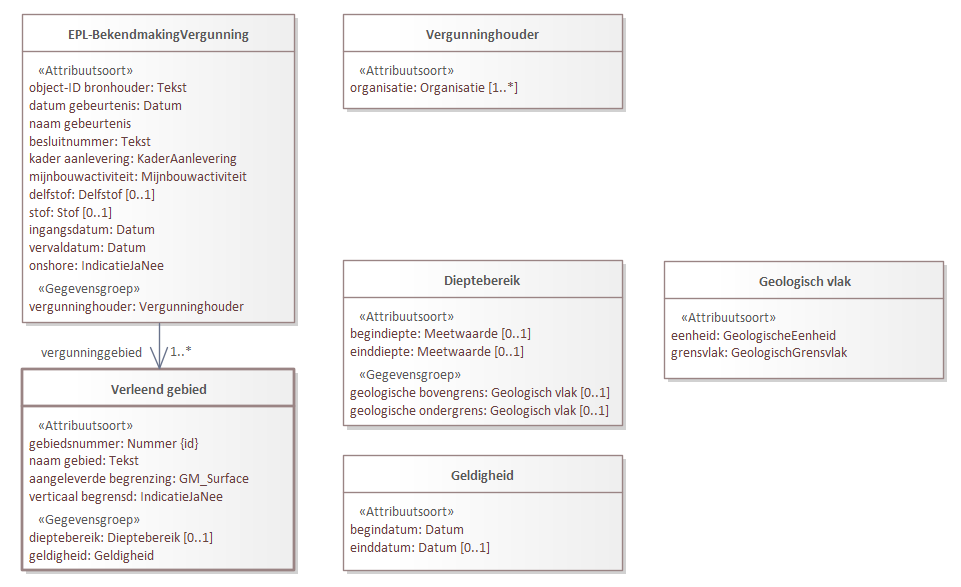 EPL-BekendmakingVergunning
«Attribuutsoort»
object-ID bronhouder: Tekst
datum gebeurtenis: Datum
naam gebeurtenis
besluitnummer: Tekst
kader aanlevering: KaderAanlevering
mijnbouwactiviteit: Mijnbouwactiviteit
delfstof: Delfstof [0..1]
stof: Stof [0..1]
ingangsdatum: Datum
vervaldatum: Datum
onshore: IndicatieJaNee
«Gegevensgroep»
vergunninghouder: Vergunninghouder
vergunninggebied 1..*
Verleend gebied
«Attribuutsoort»
gebiedsnummer: Nummer {id}
naam gebied: Tekst
aangeleverde begrenzing: GM_Surface
verticaal begrensd: IndicatieJaNee
«Gegevensgroep»
dieptebereik: Dieptebereik [0..1]
geldigheid: Geldigheid
Vergunninghouder
«Attribuutsoort»
organisatie: Organisatie [1..*]
Dieptebereik
«Attribuutsoort»
begindiepte: Meetwaarde [0..1]
einddiepte: Meetwaarde [0..1]
«Gegevensgroep»
geologische bovengrens: Geologisch vlak [0..1]
geologische ondergrens: Geologisch vlak [0..1]
Geldigheid
«Attribuutsoort»
begindatum: Datum
einddatum: Datum [0..1]
Geologisch vlak
«Attribuutsoort»
eenheid: GeologischeEenheid
grensvlak: GeologischGrensvlak